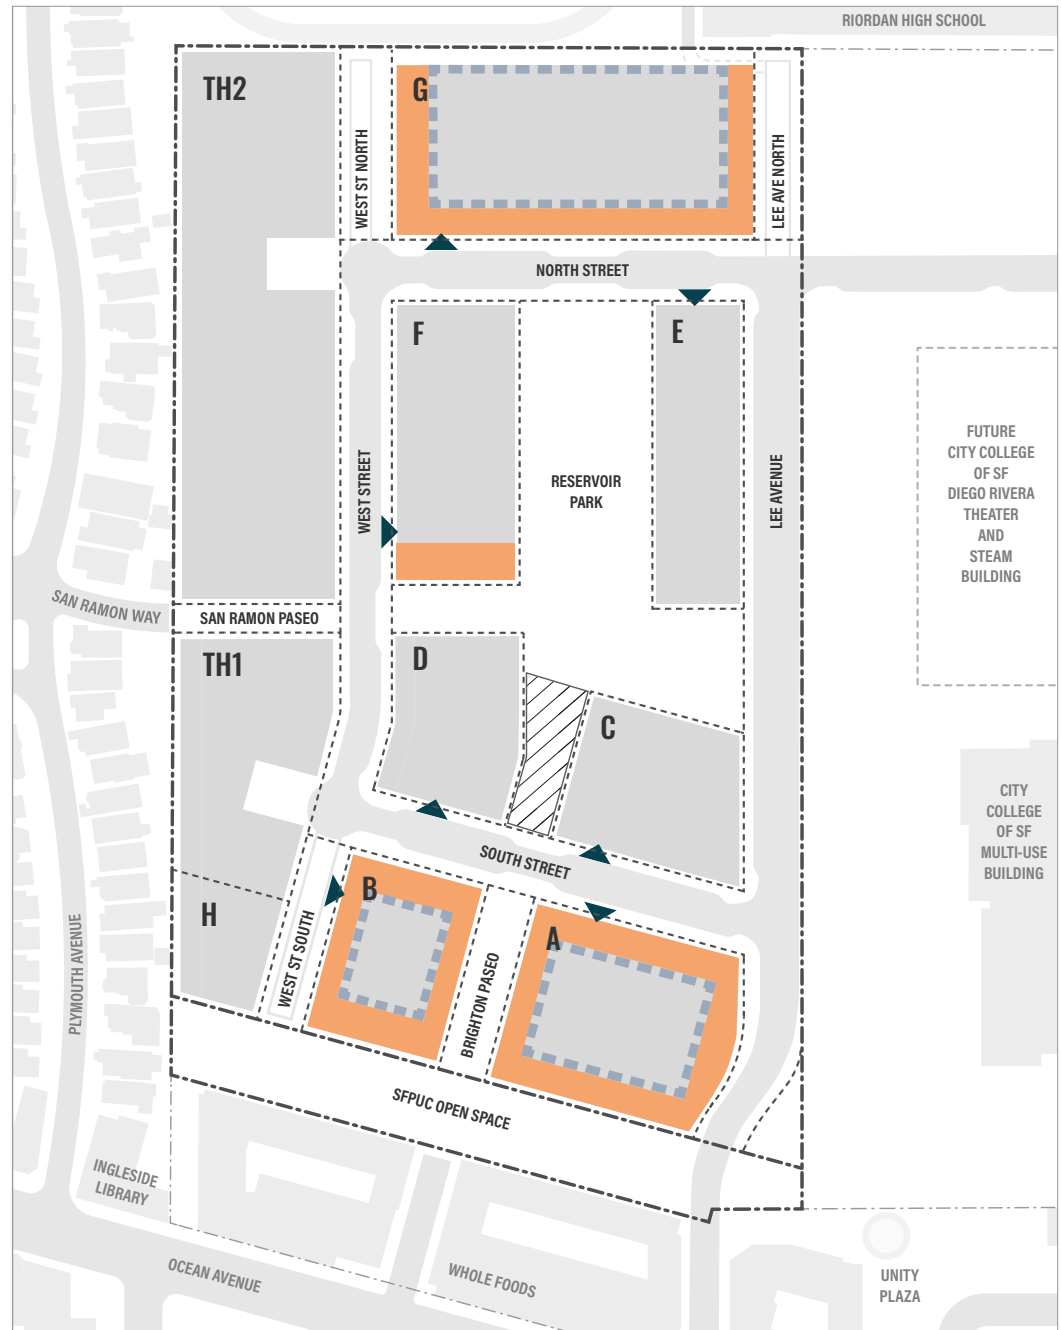 RIORDAN HIGH SCHOOL
TH2
G
WEST ST NORTH
LEE AVE NORTH
NORTH STREET
F
E
WEST STREET
RESERVOIR
PARK
LEE AVENUE
FUTURE
CITY COLLEGE
OF SF
DIEGO RIVERA
THEATER
AND
STEAM
BUILDING
SAN RAMON WAY
SAN RAMON PASEO
TH1
D
C
CITY
COLLEGE
OF SF
MULTI-USE
BUILDING
SOUTH STREET
H
B
A
WEST ST SOUTH
BRIGHTON PASEO
PLYMOUTH AVENUE
SFPUC OPEN SPACE
INGLESIDE
LIBRARY
OCEAN AVENUE
WHOLE FOODS
UNITY
PLAZA